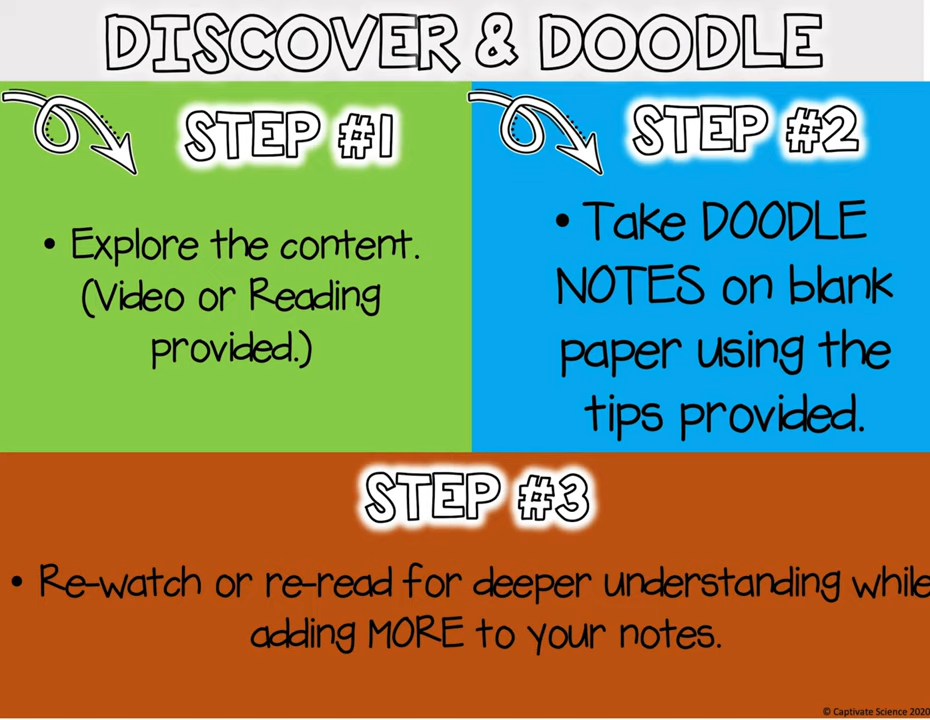 DISCOVER & DOODLE
STEP #1
• Explore the content.
(Video or Reading
provided.)
STEP #2
• Take DOODLE
NOTES on blank
paper using the
tips provided.
STEP #3
• Re-watch or re-read for deeper understanding while
adding MORE to your notes.
© Captivate Science 2020